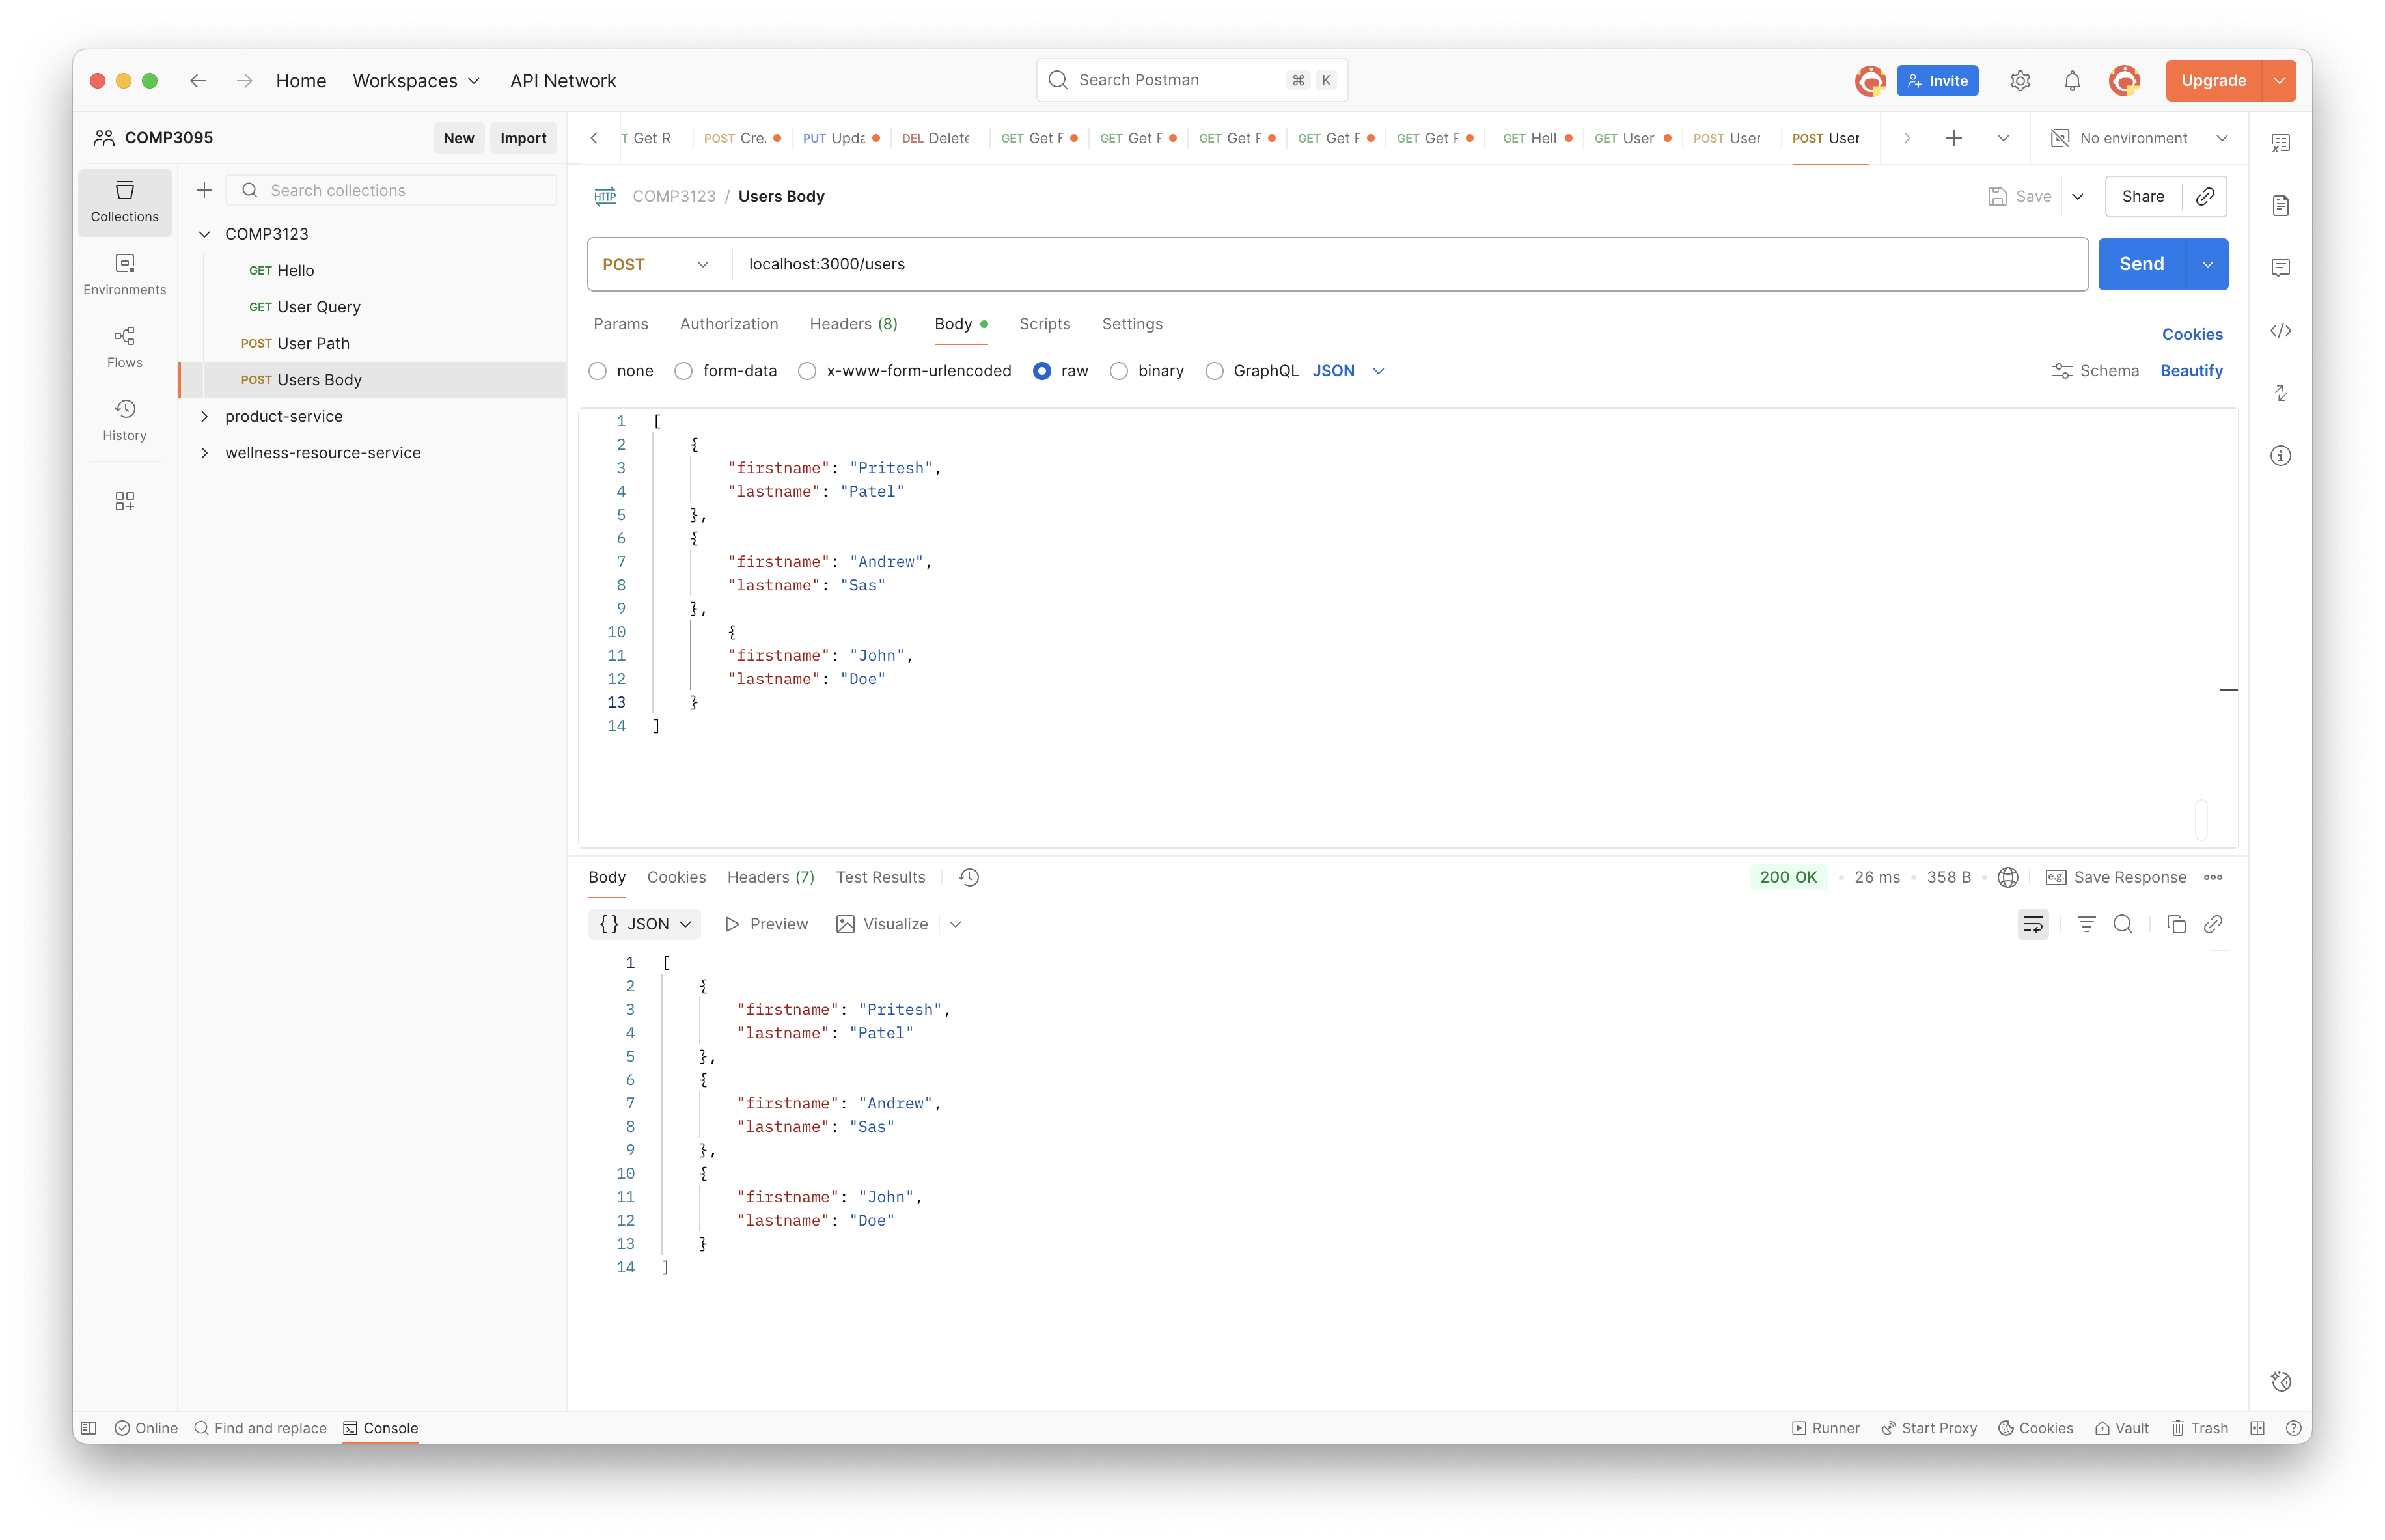 Home Workspaces API Network Search Postman ⌘ K Invite Upgrade
COMP3095 New Import
T Get R POST Cre. PUT Upda DEL Delete GET Get F GET Get F GET Get F GET Get F GET Get F GET Hell GET User POST User POST User No environment
Collections
Environments
Flows
History
Search collections
COMP3123
GET Hello
GET User Query
POST User Path
POST Users Body
product-service
wellness-resource-service
HTTP COMP3123 / Users Body Save Share
POST localhost:3000/users Send
Params Authorization Headers (8) Body Scripts Settings Cookies
none form-data x-www-form-urlencoded raw binary GraphQL JSON Schema Beautify
1 [
2 {
3 "firstname": "Pritesh",
4 "lastname": "Patel"
5 },
6 {
7 "firstname": "Andrew",
8 "lastname": "Sas"
9 },
10 {
11 "firstname": "John",
12 "lastname": "Doe"
13 }
14 ]
Body Cookies Headers (7) Test Results 200 OK • 26 ms • 358 B • e.g. Save Response
{} JSON Preview Visualize
1 [
2 {
3 "firstname": "Pritesh",
4 "lastname": "Patel"
5 },
6 {
7 "firstname": "Andrew",
8 "lastname": "Sas"
9 },
10 {
11 "firstname": "John",
12 "lastname": "Doe"
13 }
14 ]
Online Find and replace Console Runner Start Proxy Cookies Vault Trash